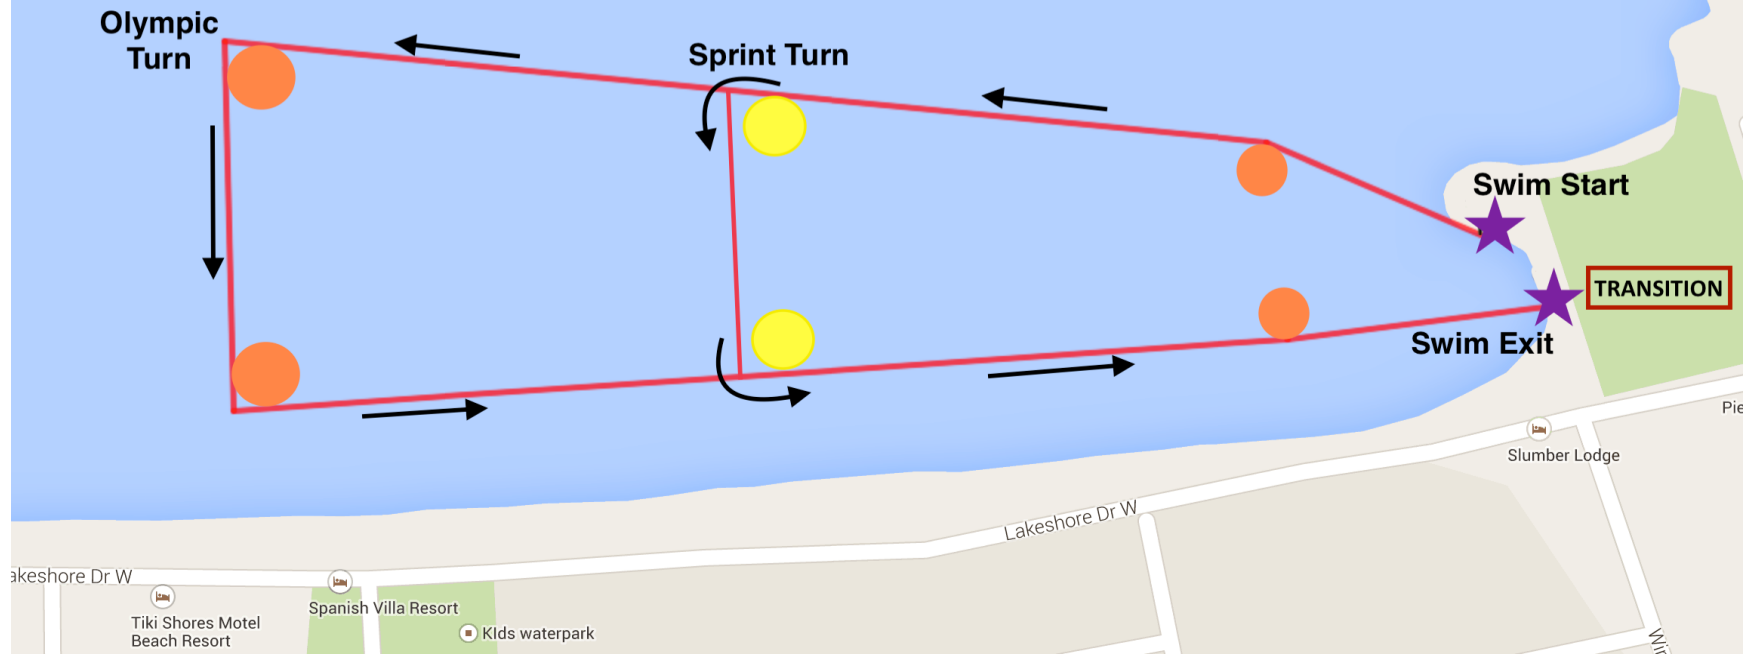 Olympic
Turn
Sprint Turn
Swim Start
TRANSITION
Swim Exit
Pie
Slumber Lodge
Lakeshore Dr W
akeshore Dr W
Spanish Villa Resort
Tiki Shores Motel
Beach Resort
KIds waterpark
Win